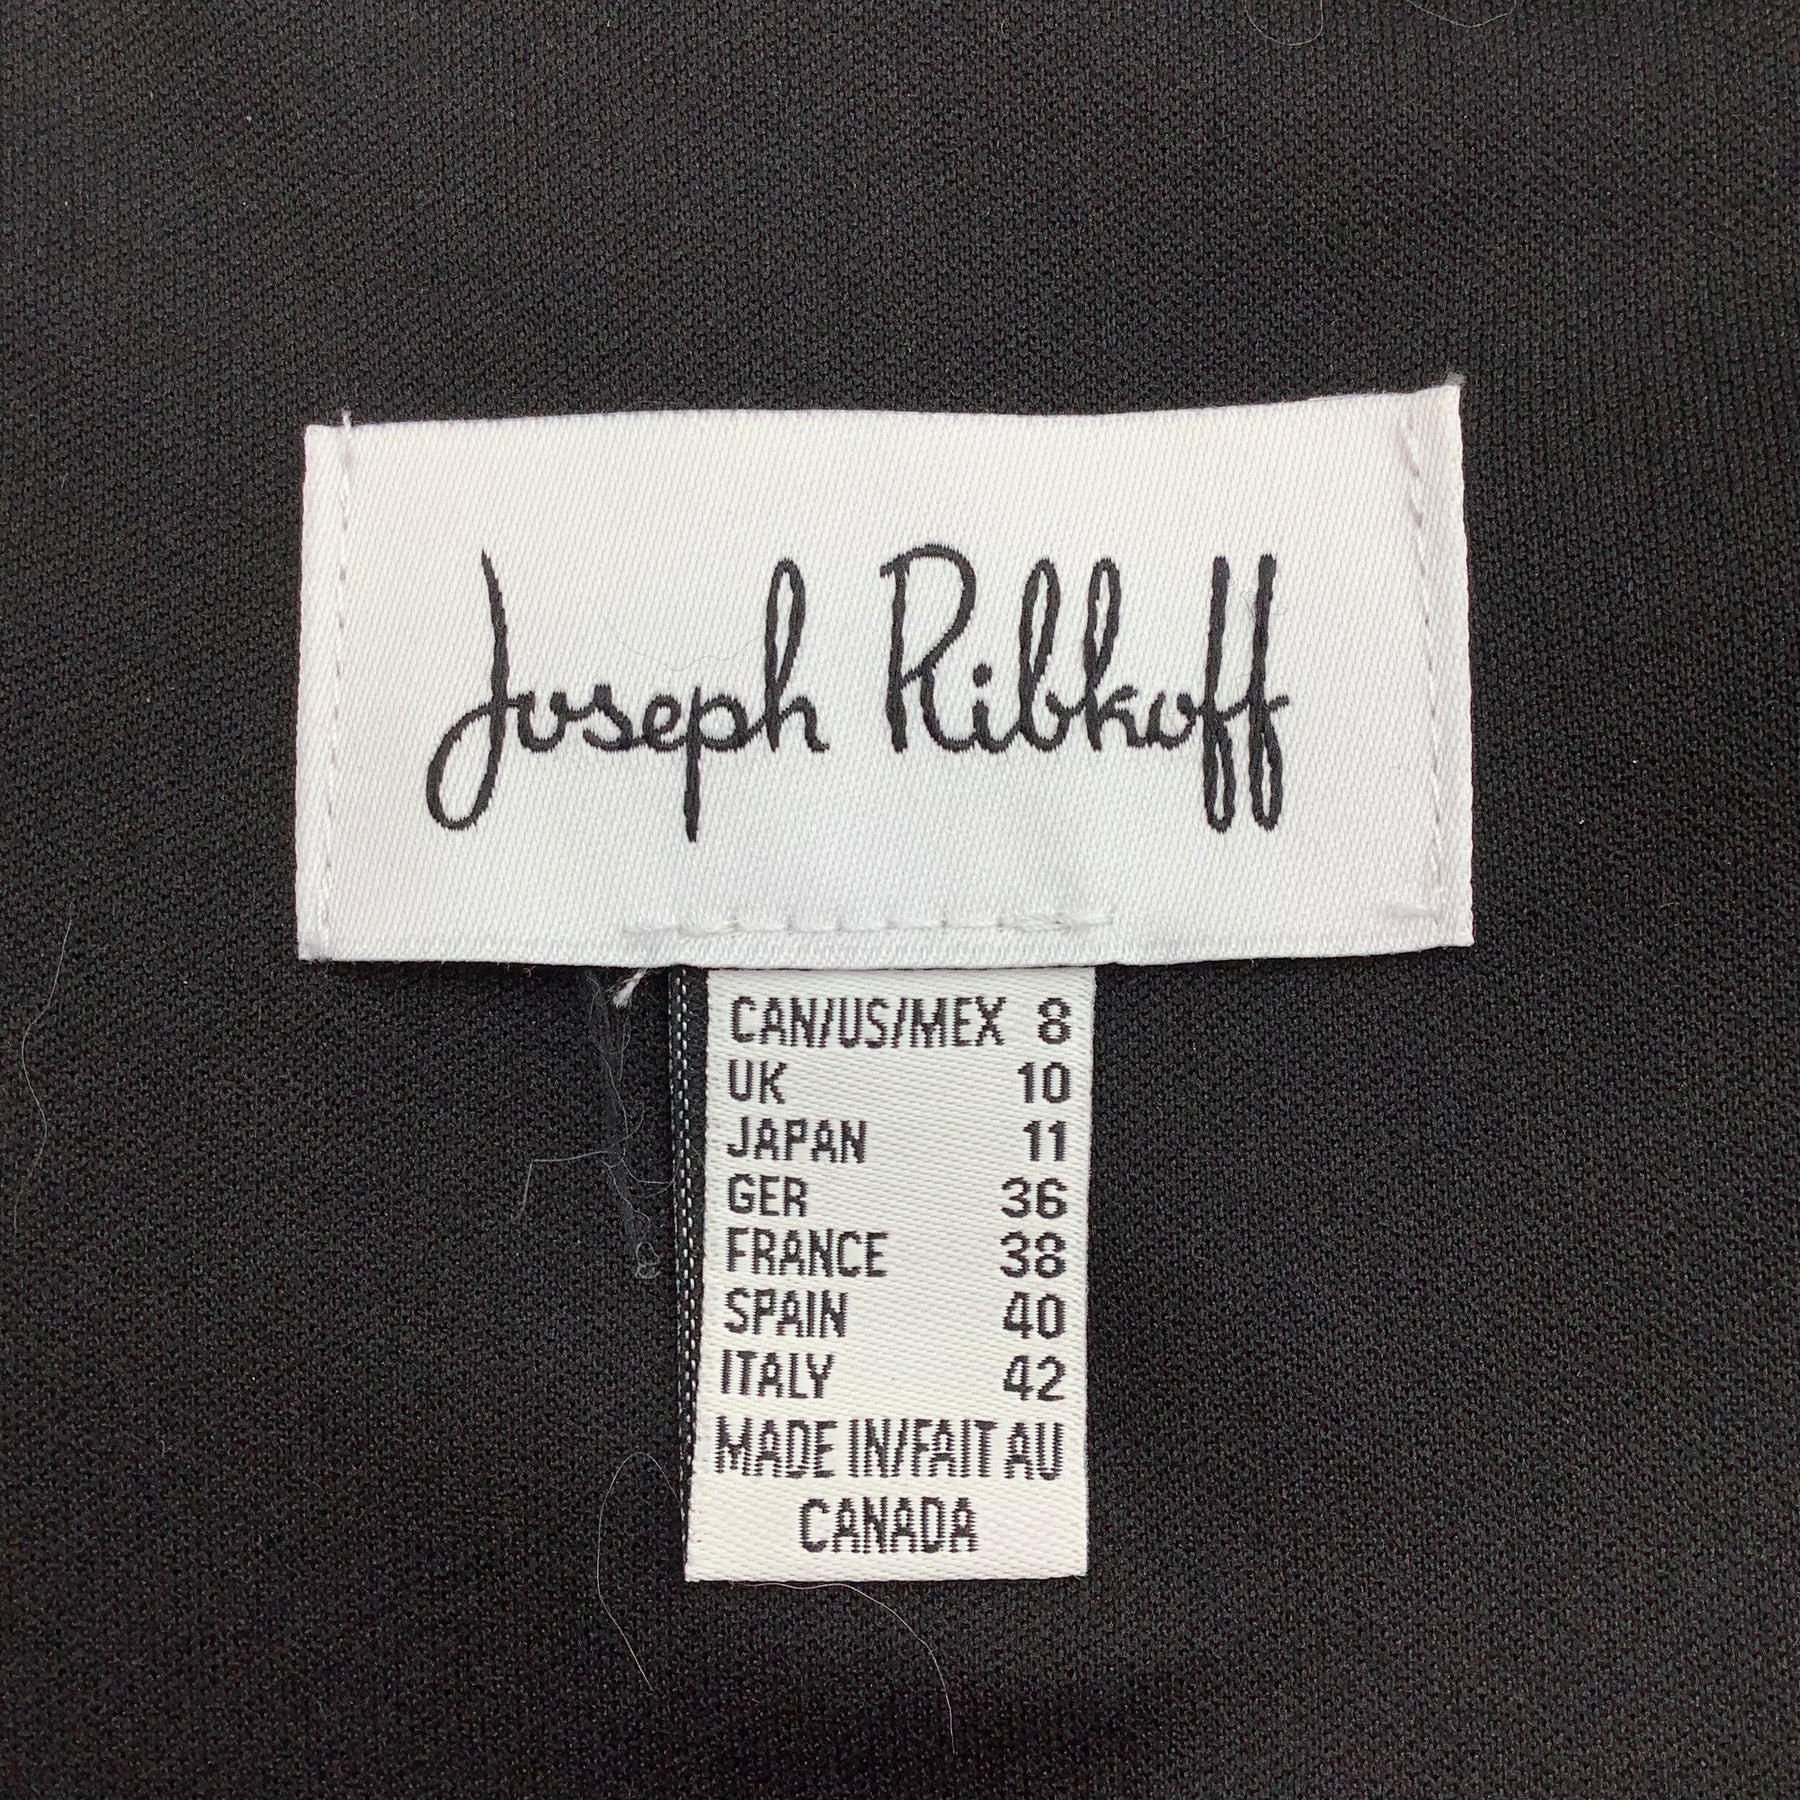 Joseph Ribkoff
CAN/US/MEX 8
UK 10
JAPAN 11
GER 36
FRANCE 38
SPAIN 40
ITALY 42
MADE IN/FAIT AU
CANADA